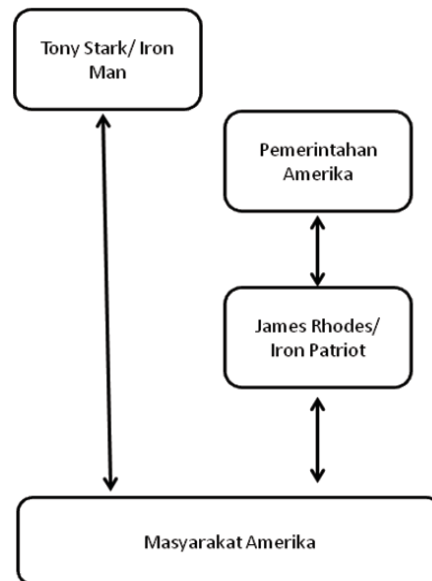 Tony Stark/ Iron
Man
Pemerintahan
Amerika
James Rhodes/
Iron Patriot
Masyarakat Amerika